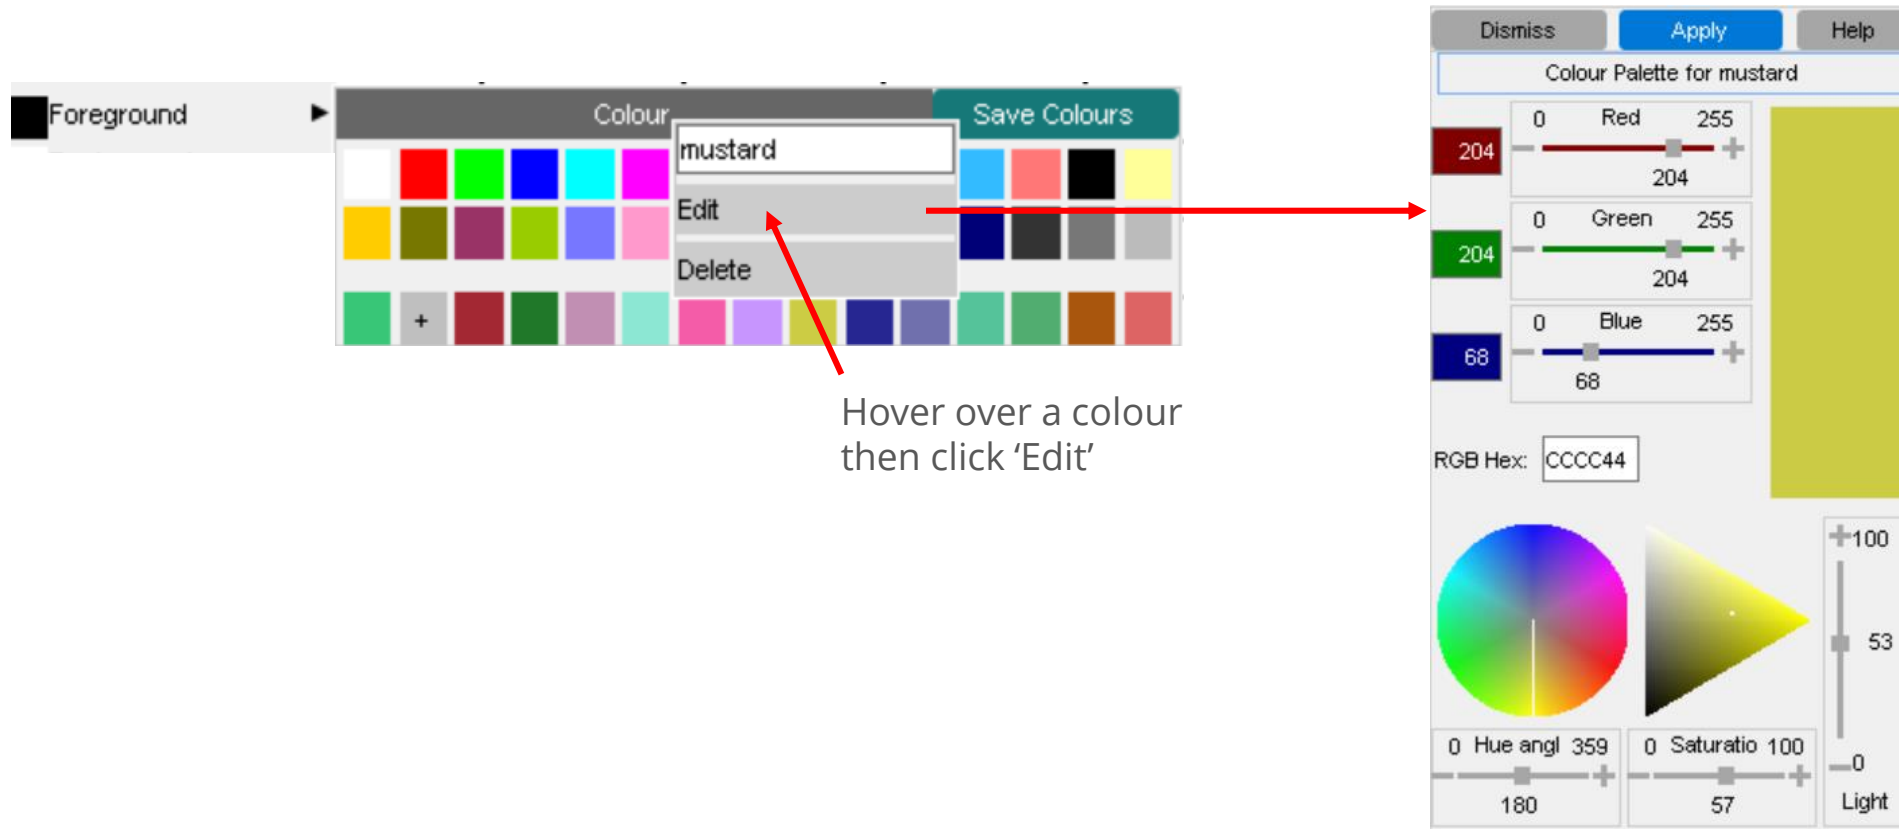 Foreground
Colour
Save Colours
mustard
Edit
Delete
+
Hover over a colour
then click ‘Edit’
Dismiss
Apply
Help
Colour Palette for mustard
0 Red 255
204
204
0 Green 255
204
204
0 Blue 255
68
68
RGB Hex: CCCC44
100
53
0
Light
0 Hue angl 359
180
0 Saturatio 100
57